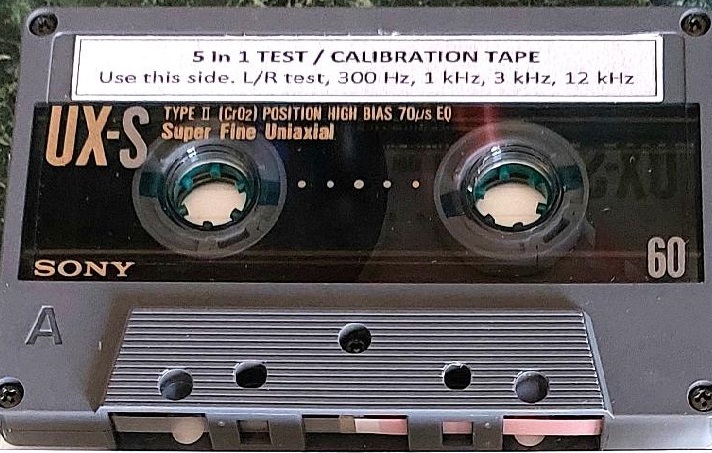 5 In 1 TEST / CALIBRATION TAPE
Use this side. L/R test, 300 Hz, 1 kHz, 3 kHz, 12 kHz
UX-S
TYPE II (CrO2) POSITION HIGH BIAS 70µs EQ
Super Fine Uniaxial
SONY
60
A